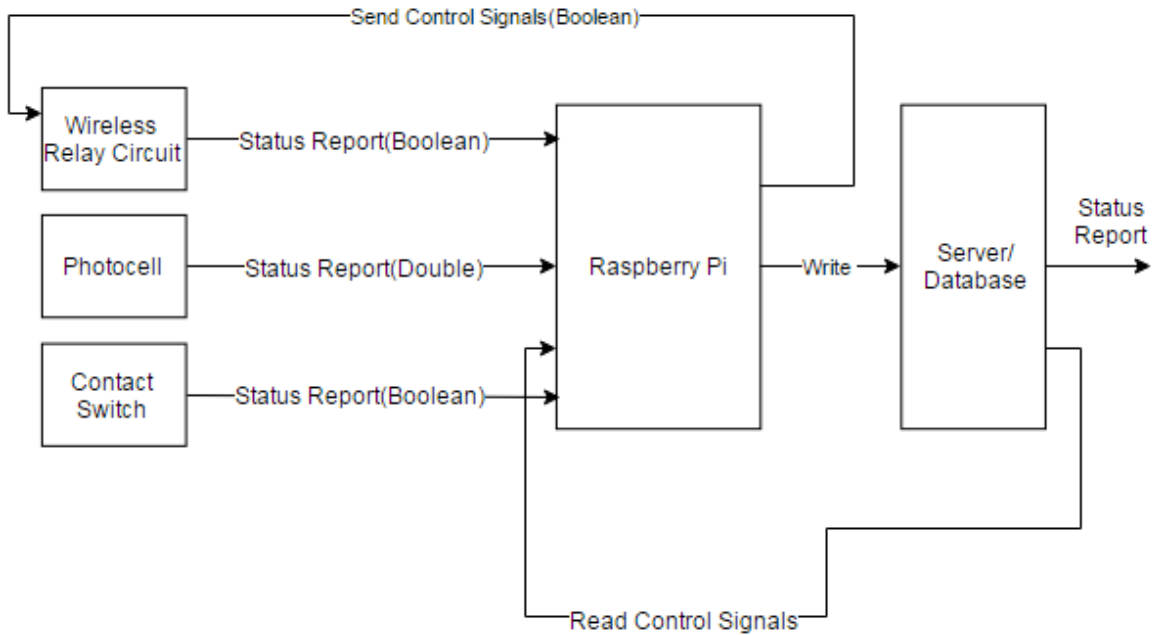 Send Control Signals(Boolean)
Wireless
Relay Circuit
Status Report(Boolean)
Photocell
Status Report(Double)
Contact
Switch
Status Report(Boolean)
Raspberry Pi
Write
Server/
Database
Status
Report
Read Control Signals